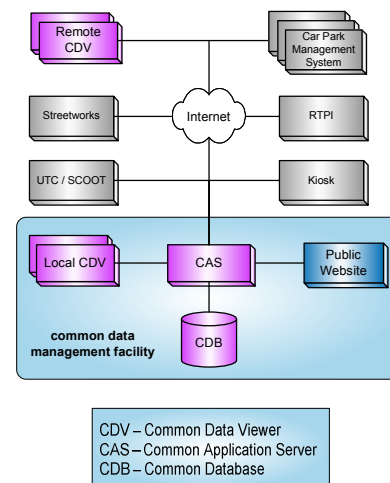 Remote
CDV
Car Park
Management
System
Streetworks
Internet
RTPI
UTC / SCOOT
Kiosk
Local CDV
CAS
Public
Website
common data
management facility
CDB
CDV – Common Data Viewer
CAS – Common Application Server
CDB – Common Database